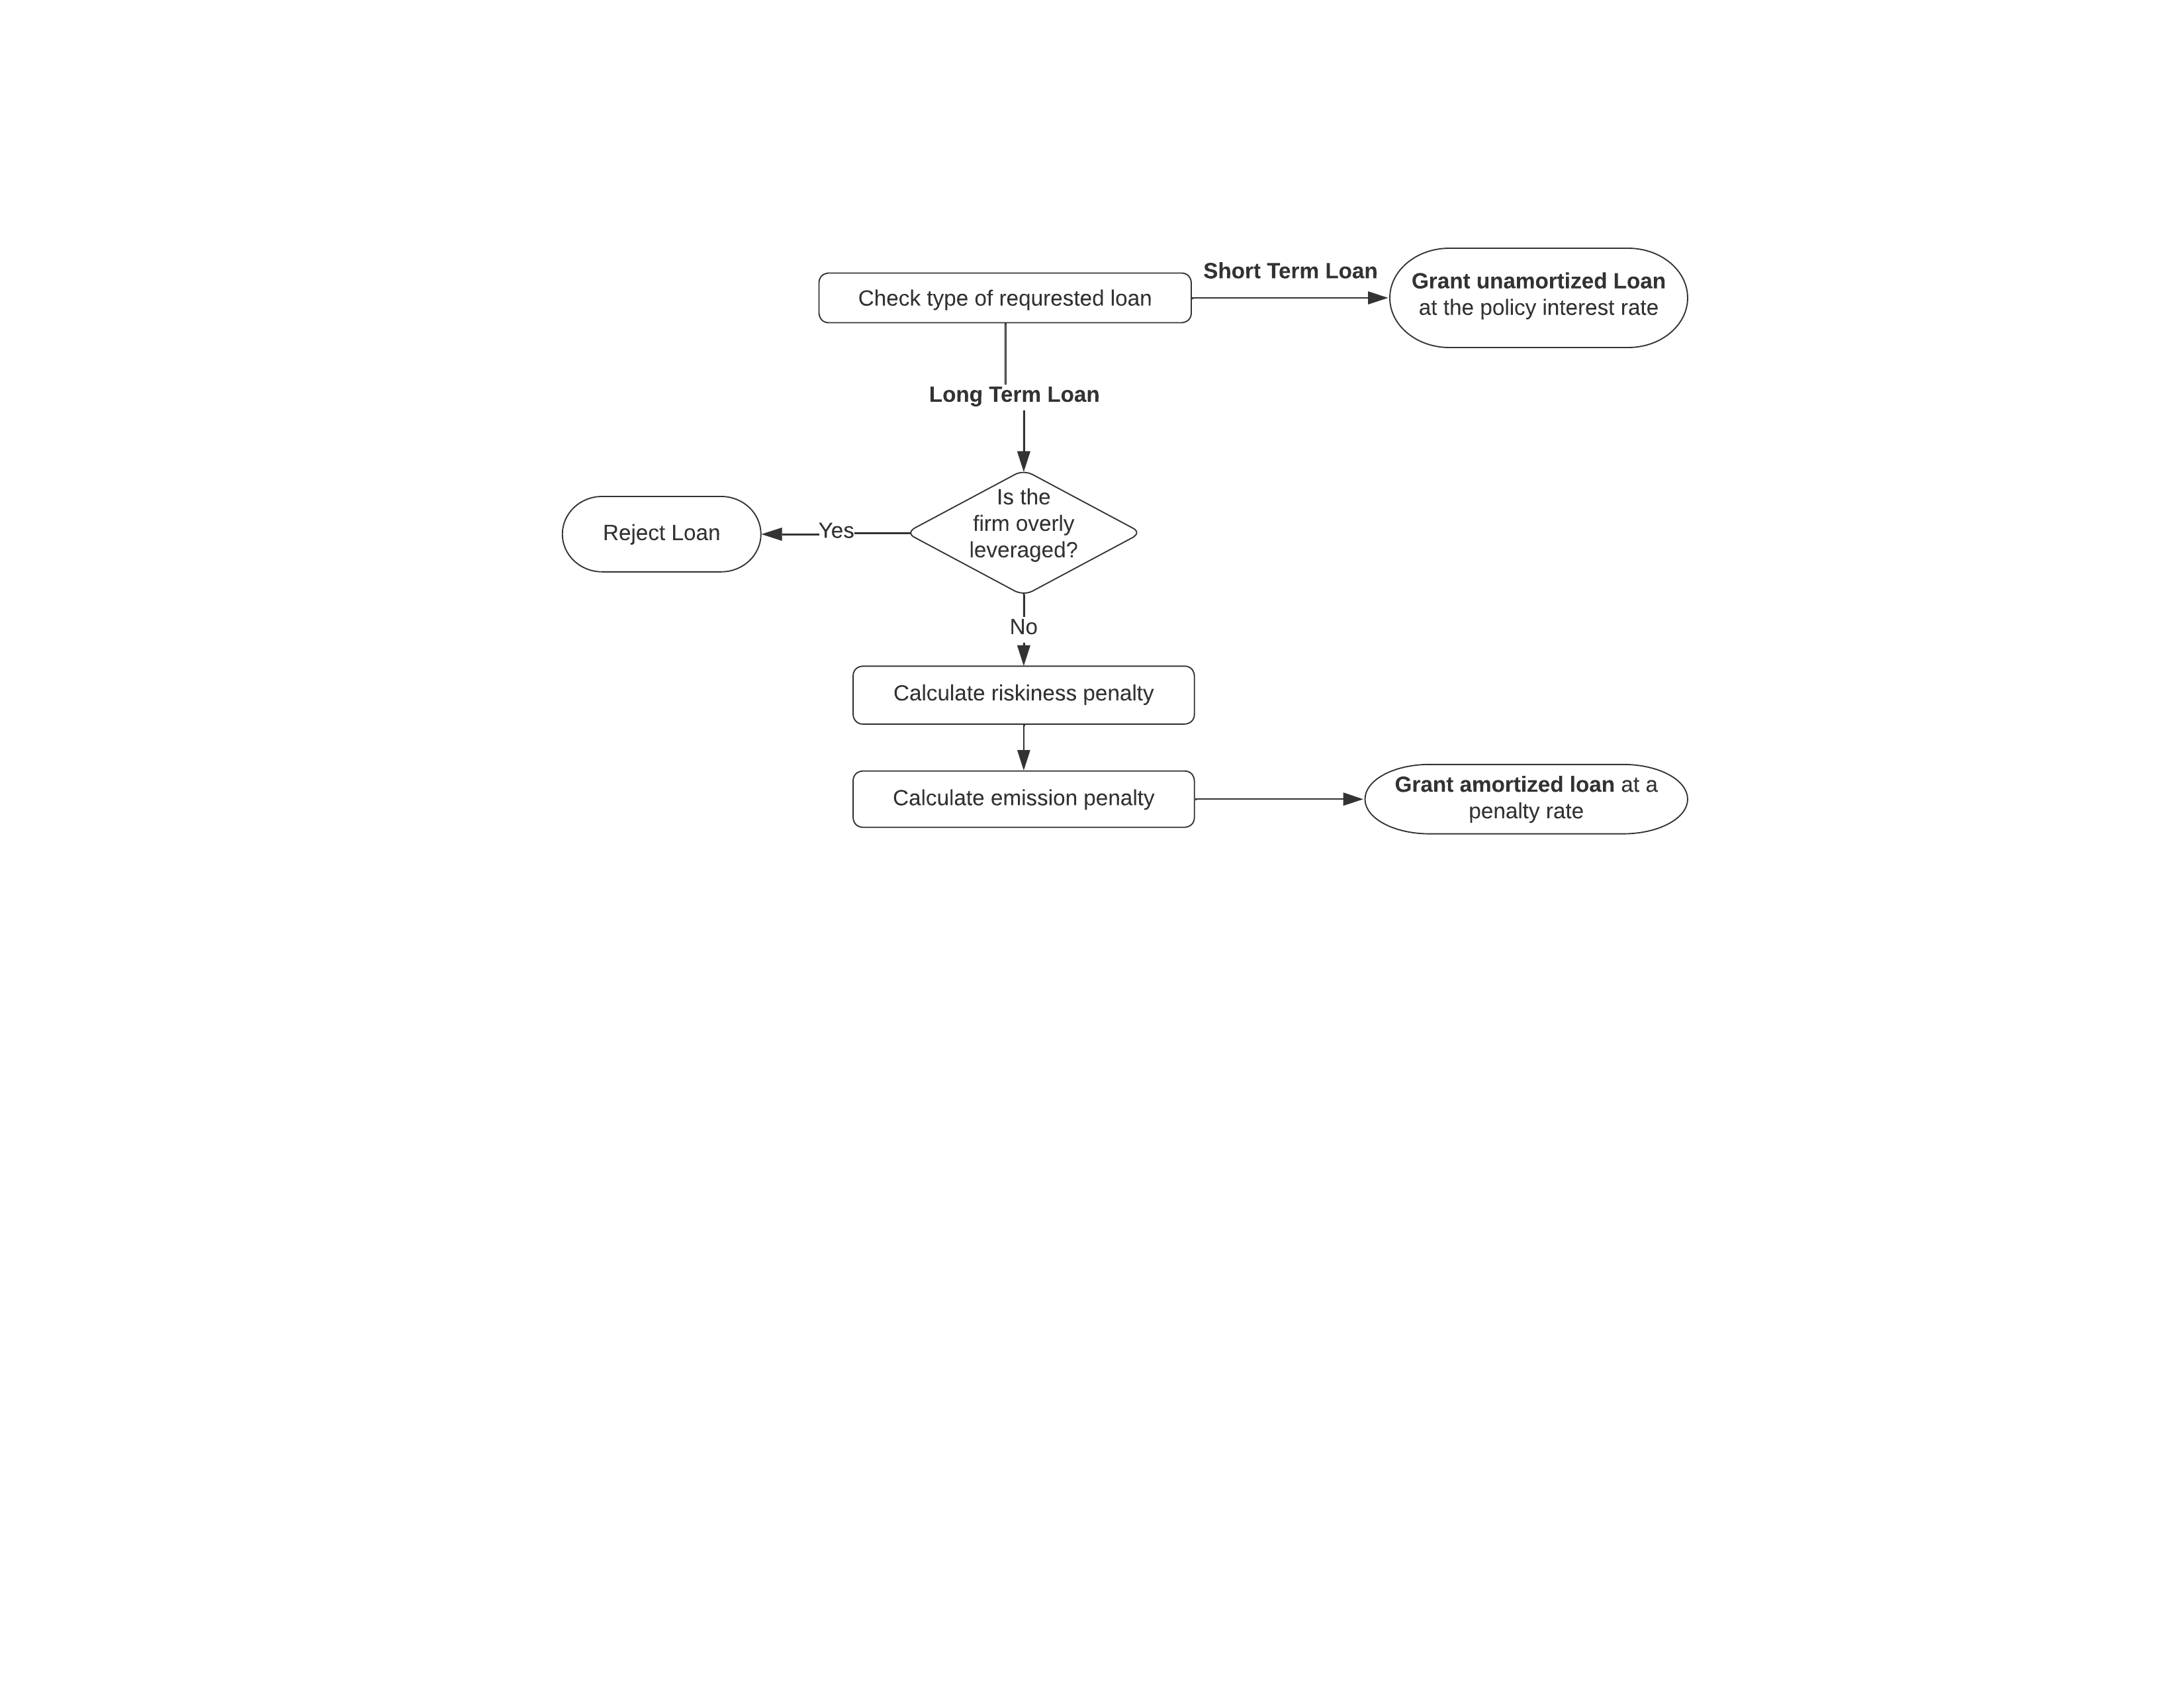 Short Term Loan
Grant unamortized Loan
at the policy interest rate
Check type of requrested loan
Long Term Loan
Is the
firm overly
leveraged?
Yes
Reject Loan
No
Calculate riskiness penalty
Calculate emission penalty
Grant amortized loan at a
penalty rate